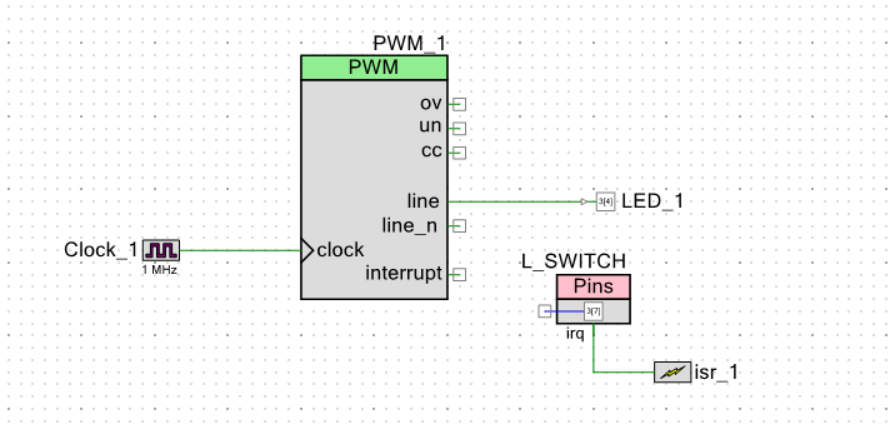 PWM_1
PWM
ov
un
cc
line
3[4] LED_1
line_n
Clock_1
1 MHz
clock
interrupt
L_SWITCH
Pins
3[7]
irq
isr_1